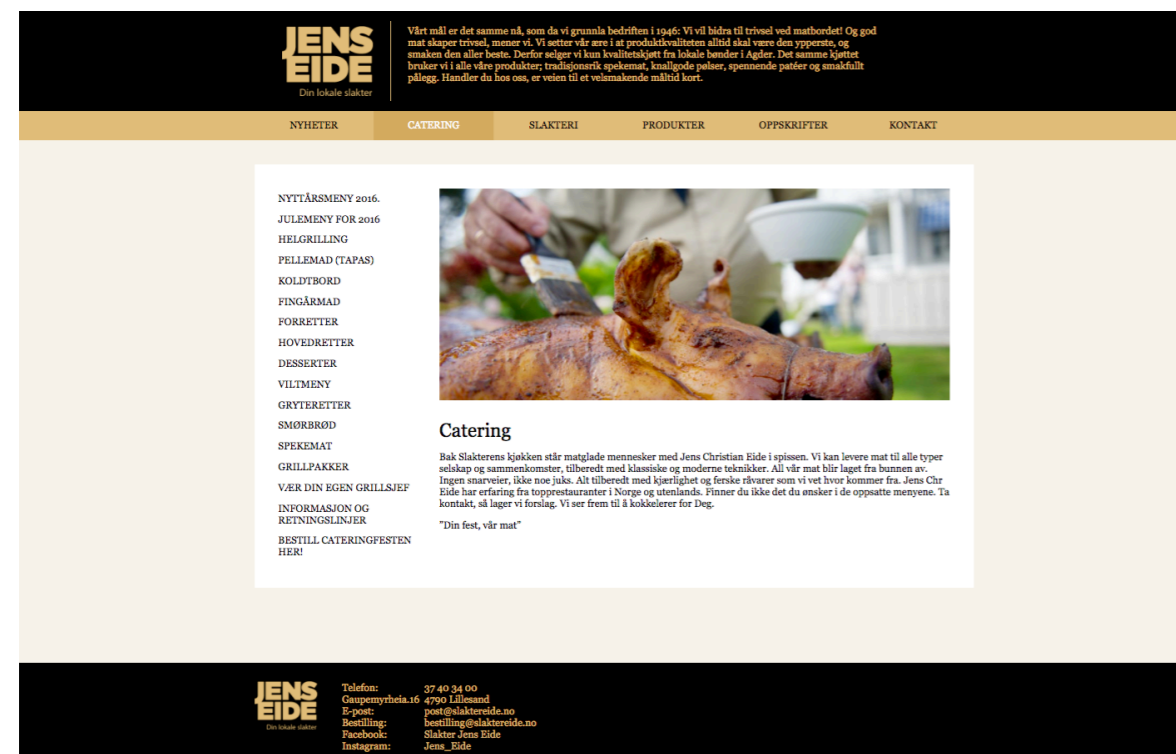 JENS
EIDE
Din lokale slakter
Vårt mål er det samme nå, som da vi grunnla bedriften i 1946: Vi vil bidra til trivsel ved matbordet! Og god
mat skaper trivsel, mener vi. Vi setter vår ære i at produktkvaliteten alltid skal være den ypperste, og
smaken den aller beste. Derfor selger vi kun kvalitetskjøtt fra lokale bønder i Agder. Det samme kjøttet
bruker vi i alle våre produkter; tradisjonsrik spekemat, knallgode pølser, spennende patéer og smakfullt
pålegg. Handler du hos oss, er veien til et velsmakende måltid kort.
NYHETER CATERING SLAKTERI PRODUKTER OPPSKRIFTER KONTAKT
NYTTÅRSMENY 2016.
JULEMENY FOR 2016
HELGRILLING
PELLEMAD (TAPAS)
KOLDTBORD
FINGÅRMAD
FORRETTER
HOVEDRETTER
DESSERTER
VILTMENY
GRYTERETTER
SMØRBRØD
SPEKEMAT
GRILLPAKKER
VÆR DIN EGEN GRILLSJEF
INFORMASJON OG
RETNINGSLINJER
BESTILL CATERINGFESTEN
HER!
Catering
Bak Slakterens kjøkken står matglade mennesker med Jens Christian Eide i spissen. Vi kan levere mat til alle typer
selskap og sammenkomster, tilberedt med klassiske og moderne teknikker. All vår mat blir laget fra bunnen av.
Ingen snarveier, ikke noe juks. Alt tilberedt med kjærlighet og ferske råvarer som vi vet hvor kommer fra. Jens Chr
Eide har erfaring fra topprestauranter i Norge og utenlands. Finner du ikke det du ønsker i de oppsatte menyene. Ta
kontakt, så lager vi forslag. Vi ser frem til å kokkelerer for Deg.
"Din fest, vår mat"
JENS
EIDE
Din lokale slakter
Telefon: 37 40 34 00
Gaupemyrheia.16 4790 Lillesand
E-post: post@slaktereide.no
Bestilling: bestilling@slaktereide.no
Facebook: Slakter Jens Eide
Instagram: Jens_Eide